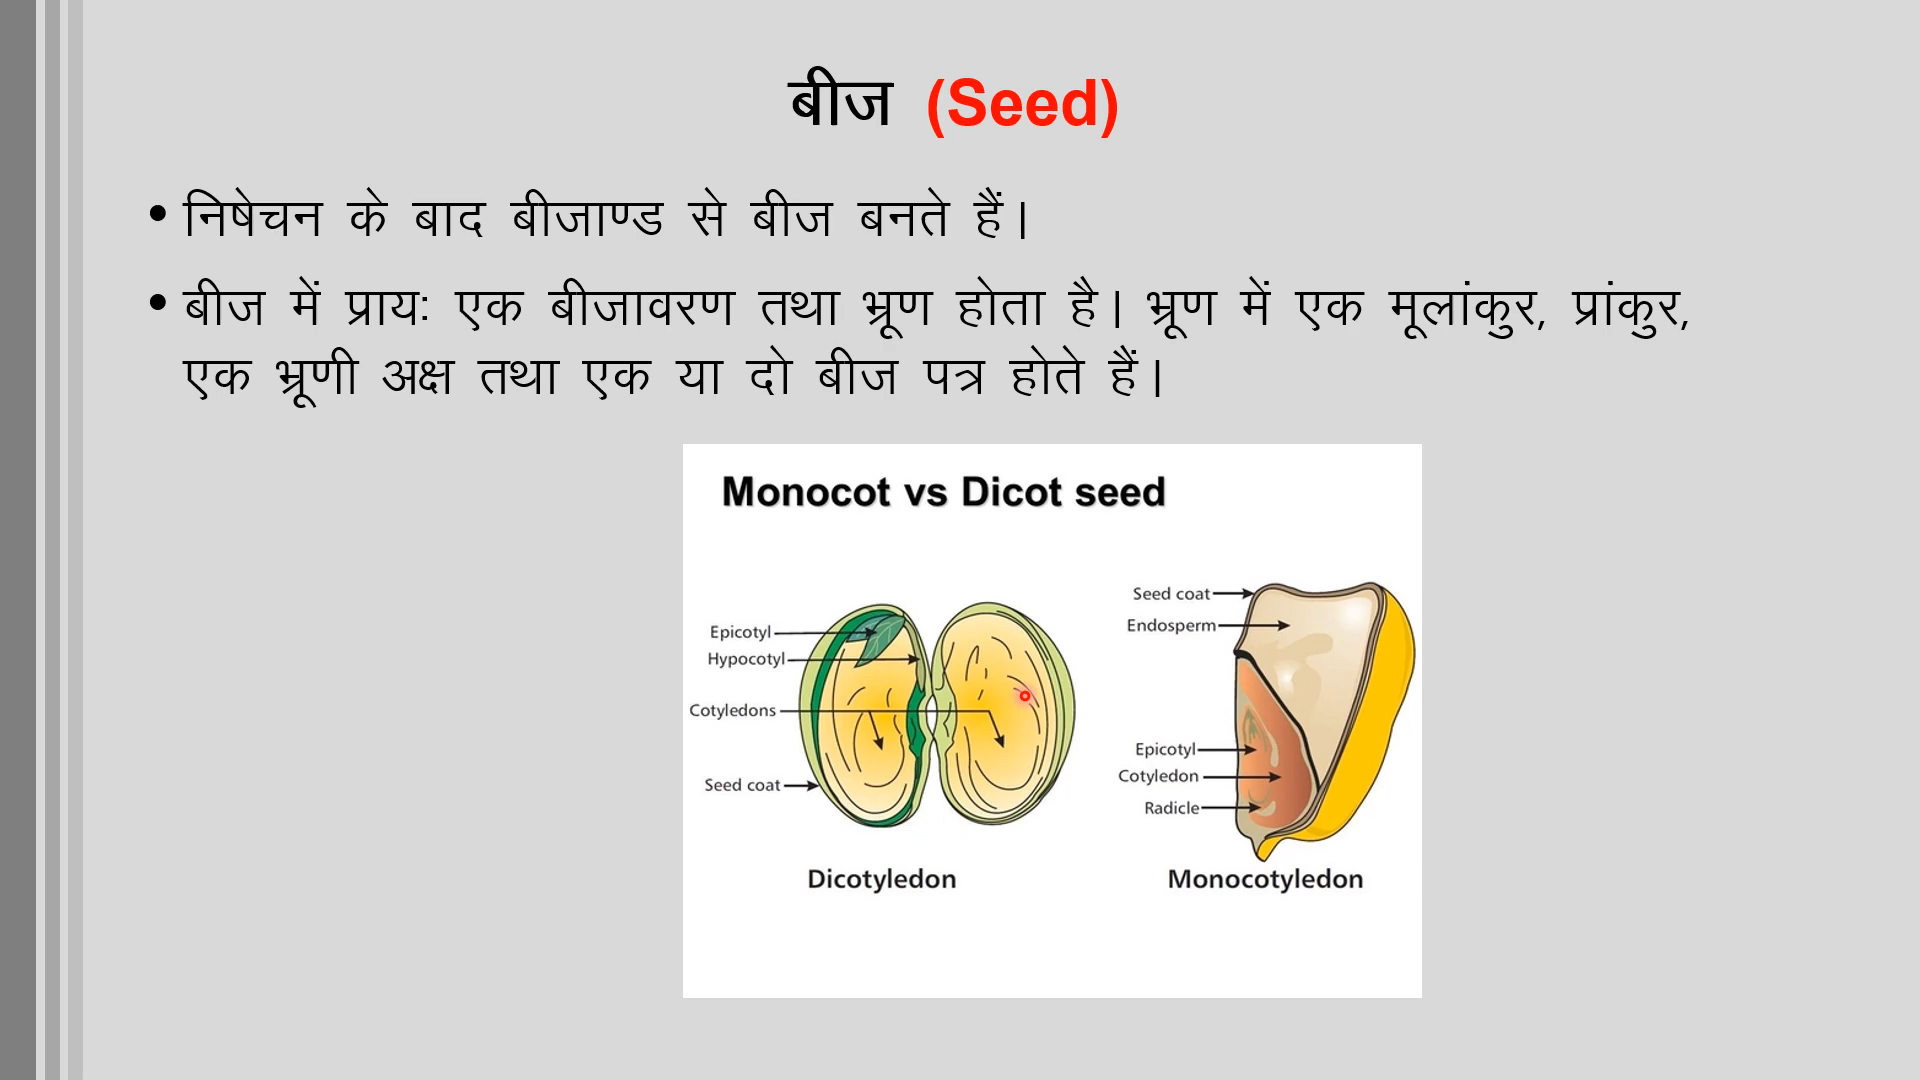 बीज (Seed)
• निषेचन के बाद बीजाण्ड से बीज बनते हैं।
• बीज में प्रायः एक बीजावरण तथा भ्रूण होता है। भ्रूण में एक मूलांकुर, प्रांकुर,
एक भ्रूणी अक्ष तथा एक या दो बीज पत्र होते हैं।
Monocot vs Dicot seed
Epicotyl
Hypocotyl
Cotyledons
Seed coat
Dicotyledon
Seed coat
Endosperm
Epicotyl
Cotyledon
Radicle
Monocotyledon